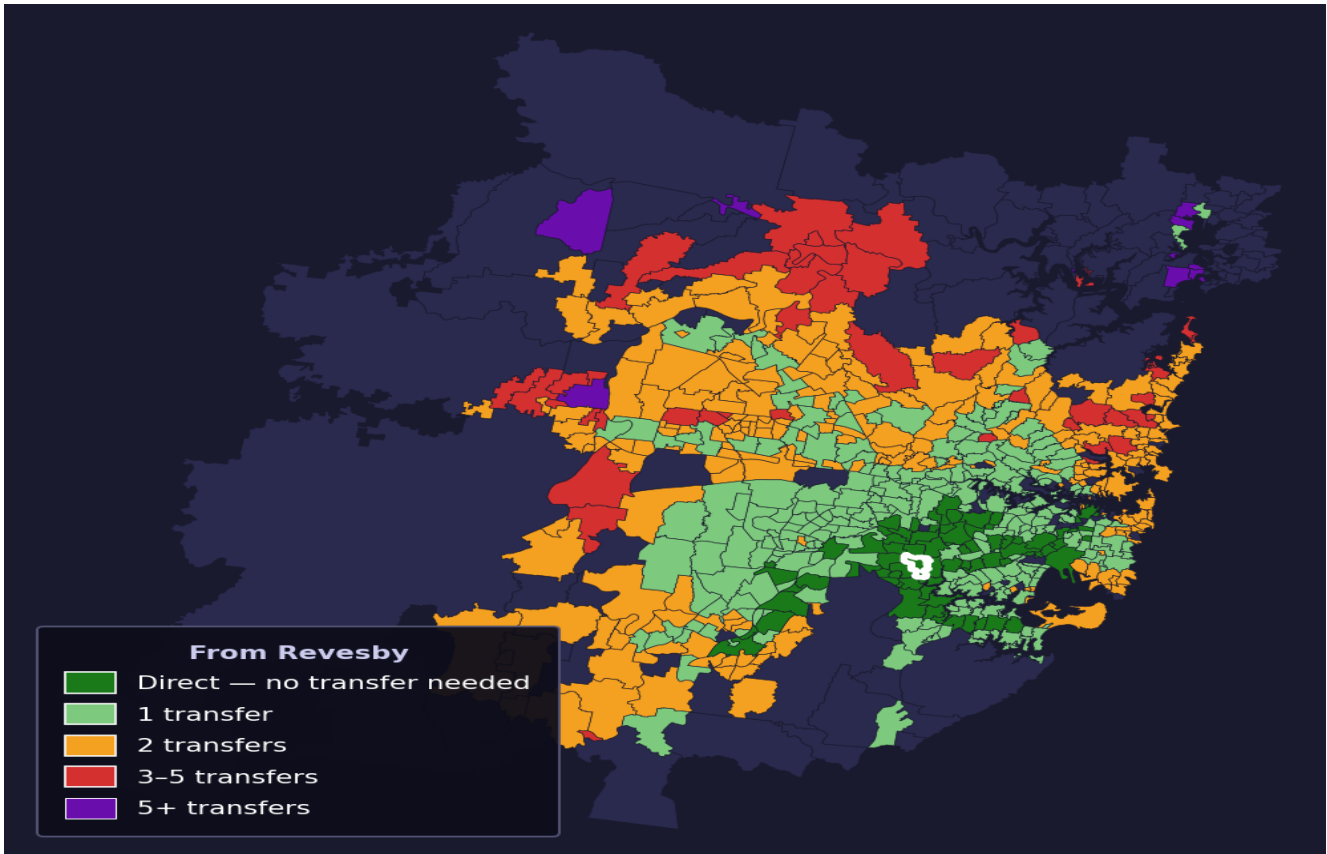 From Revesby
Direct — no transfer needed
1 transfer
2 transfers
3–5 transfers
5+ transfers